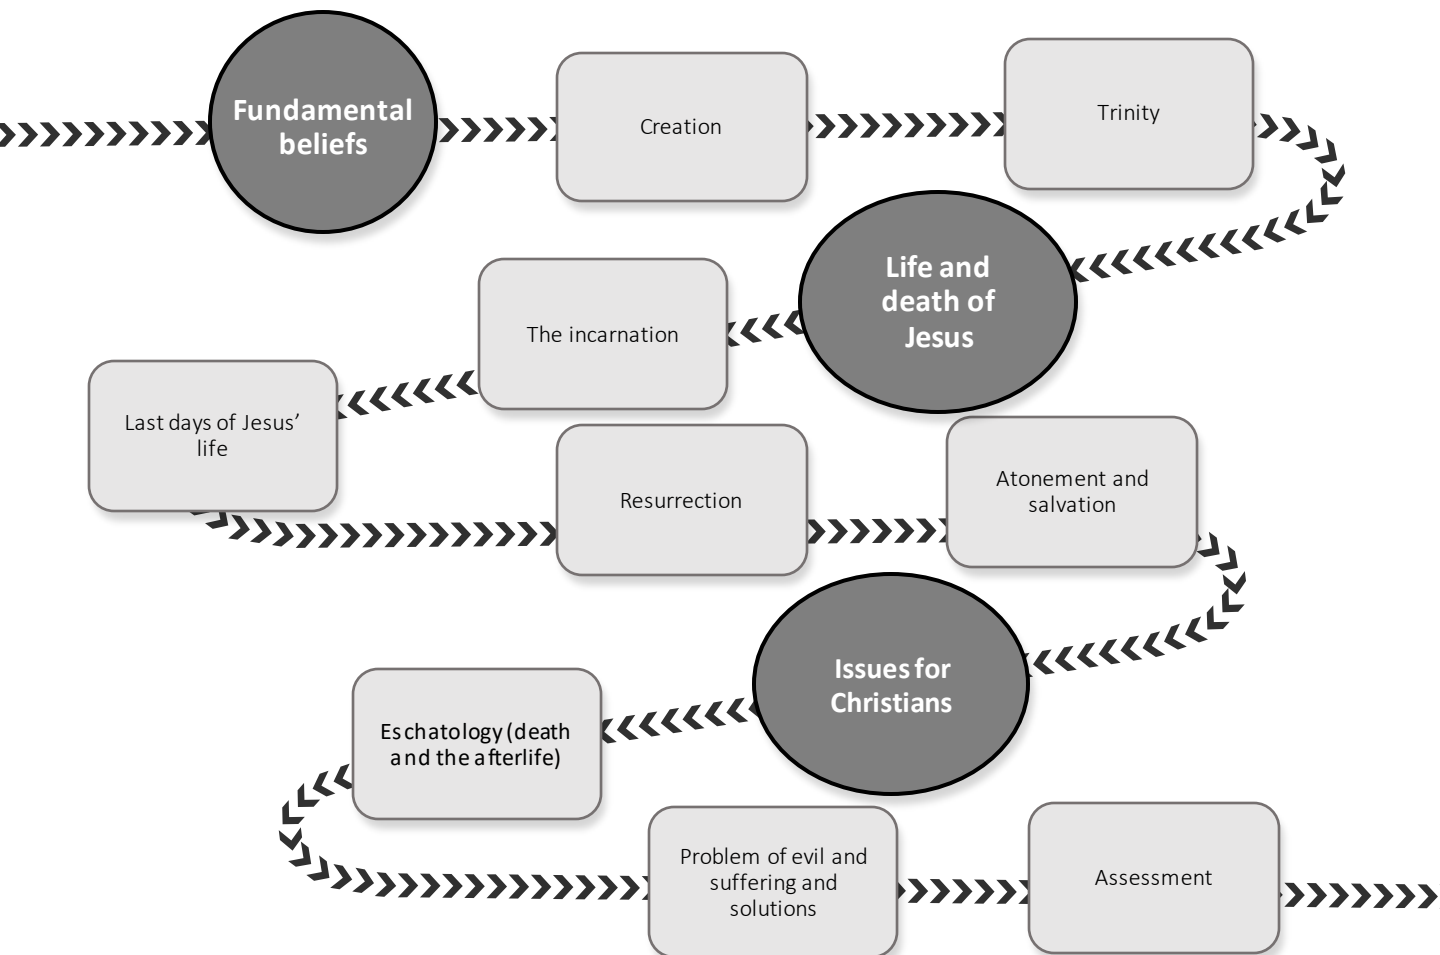 Fundamental
beliefs
Creation
Trinity
Life and
death of
Jesus
The incarnation
Last days of Jesus’
life
Resurrection
Atonement and
salvation
Issues for
Christians
Eschatology (death
and the afterlife)
Problem of evil and
suffering and
solutions
Assessment